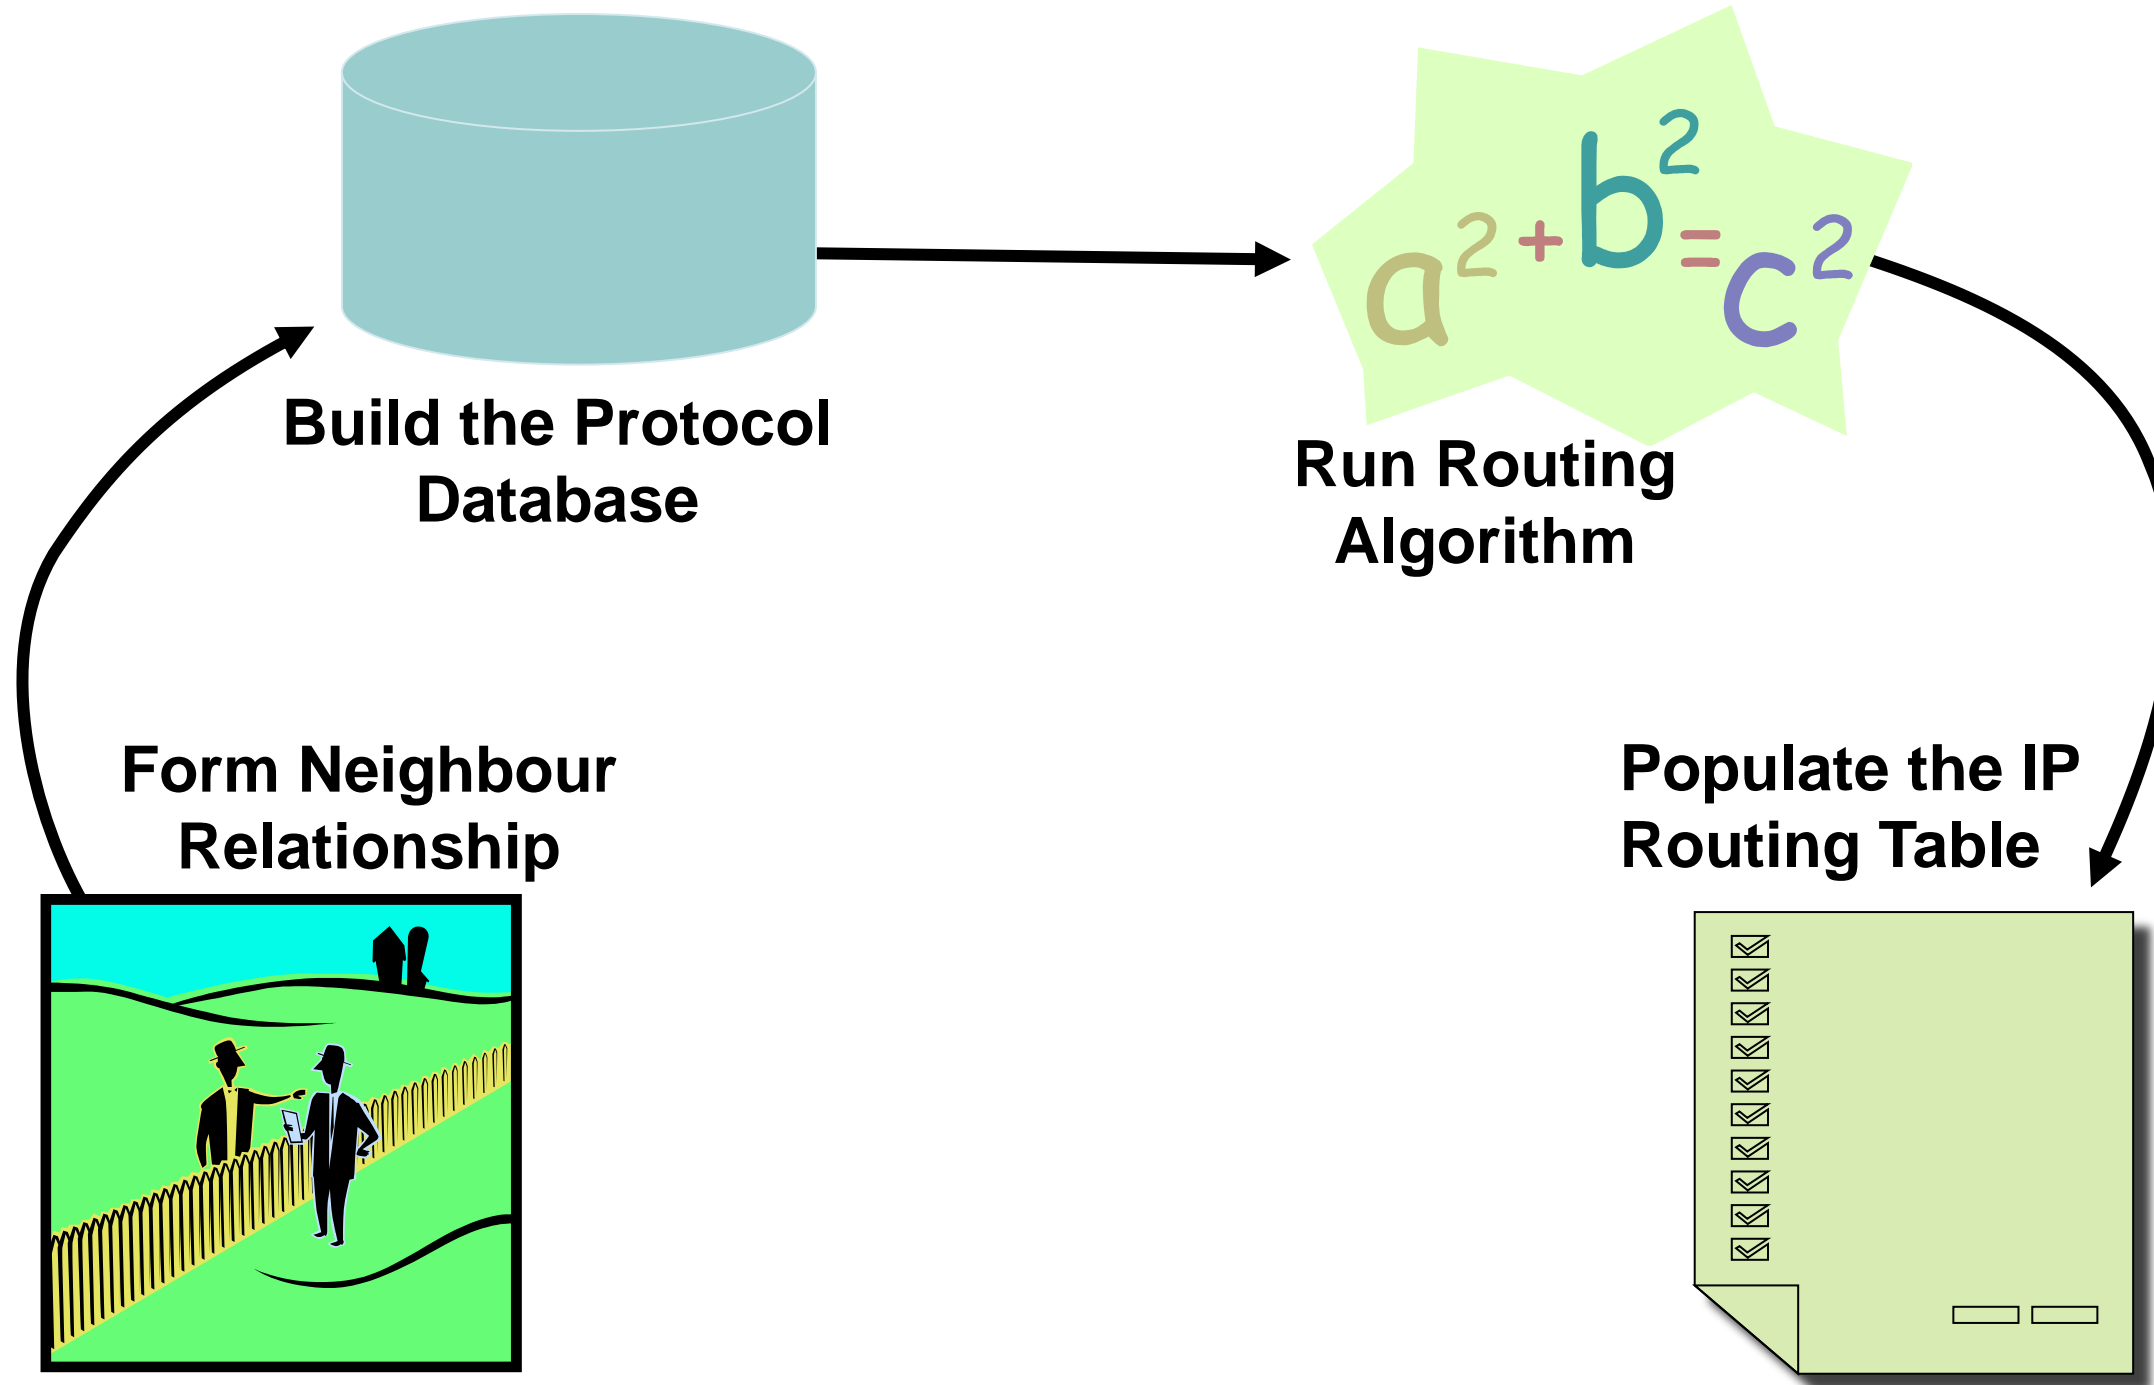 a² + b² = c²
Build the Protocol
Database
Run Routing
Algorithm
Form Neighbour
Relationship
Populate the IP
Routing Table